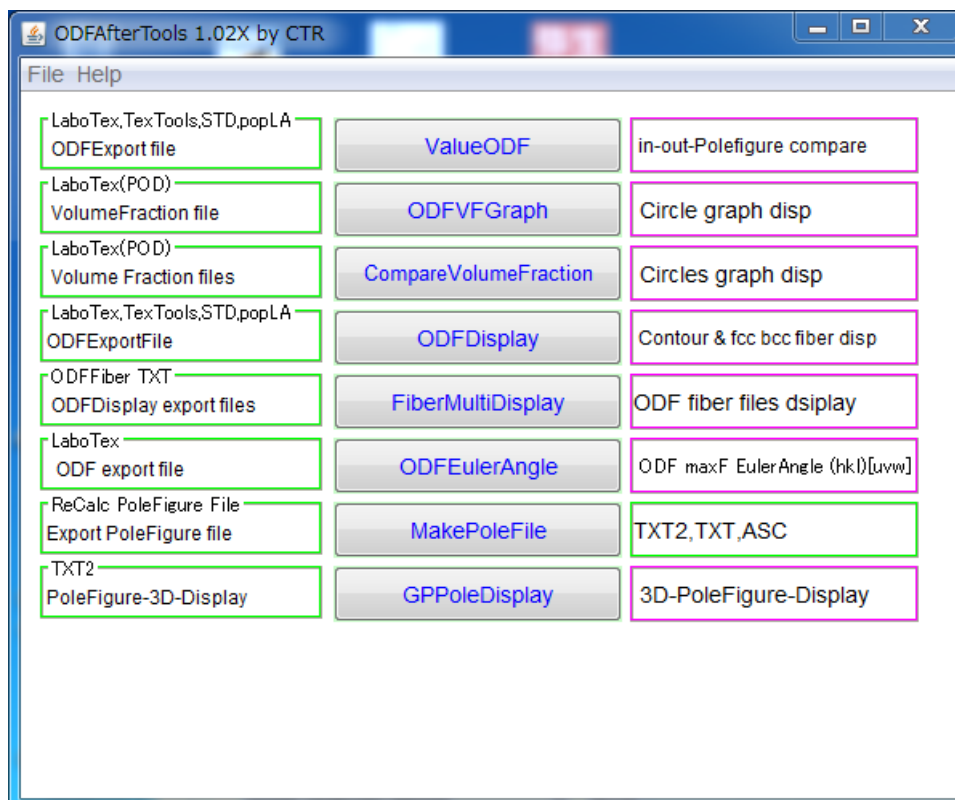 ODFAfterTools 1.02X by CTR
File Help
LaboTex,TexTools,STD,popLA
ODFExport file
ValueODF
in-out-Polefigure compare
LaboTex(POD)
VolumeFraction file
ODFVFGraph
Circle graph disp
LaboTex(POD)
Volume Fraction files
CompareVolumeFraction
Circles graph disp
LaboTex,TexTools,STD,popLA
ODFExportFile
ODFDisplay
Contour & fcc bcc fiber disp
ODFFiber TXT
ODFDisplay export files
FiberMultiDisplay
ODF fiber files dsiplay
LaboTex
ODF export file
ODFEulerAngle
ODF maxF EulerAngle (hkl)[uvw]
ReCalc PoleFigure File
Export PoleFigure file
MakePoleFile
TXT2,TXT,ASC
TXT2
PoleFigure-3D-Display
GPPoleDisplay
3D-PoleFigure-Display